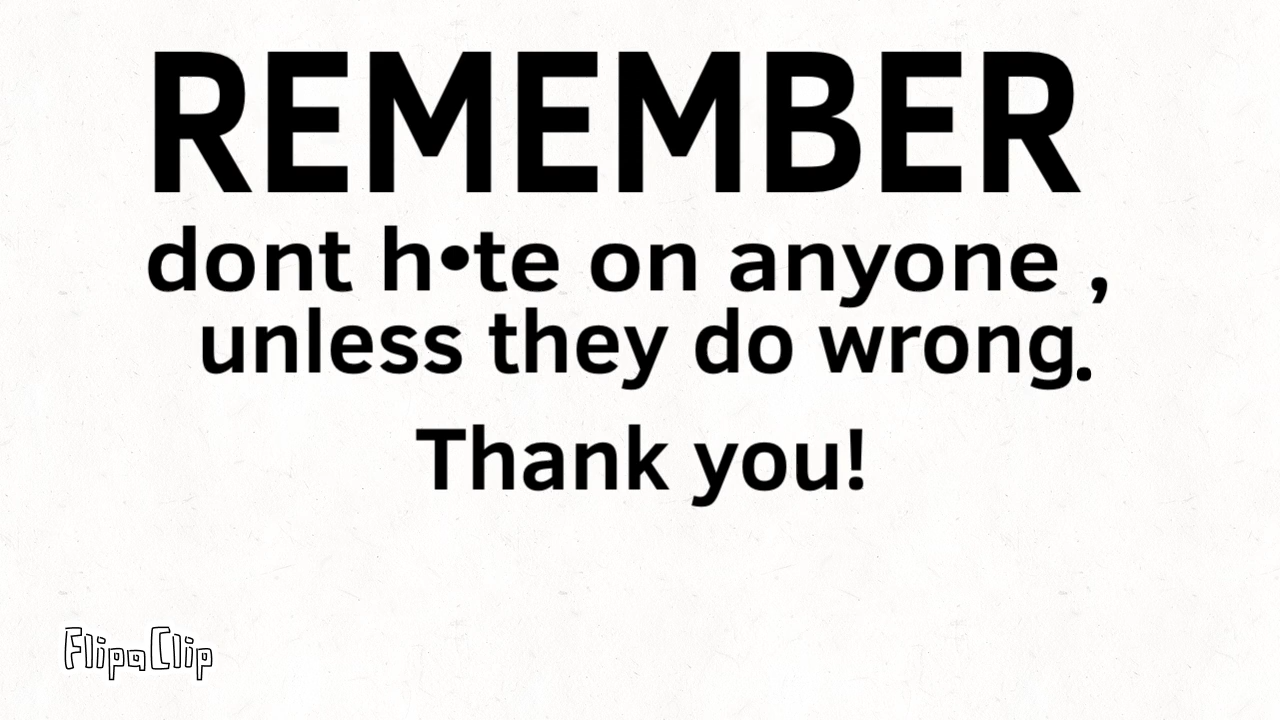 REMEMBER
dont h•te on anyone ,
unless they do wrong.
Thank you!
FlipaClip